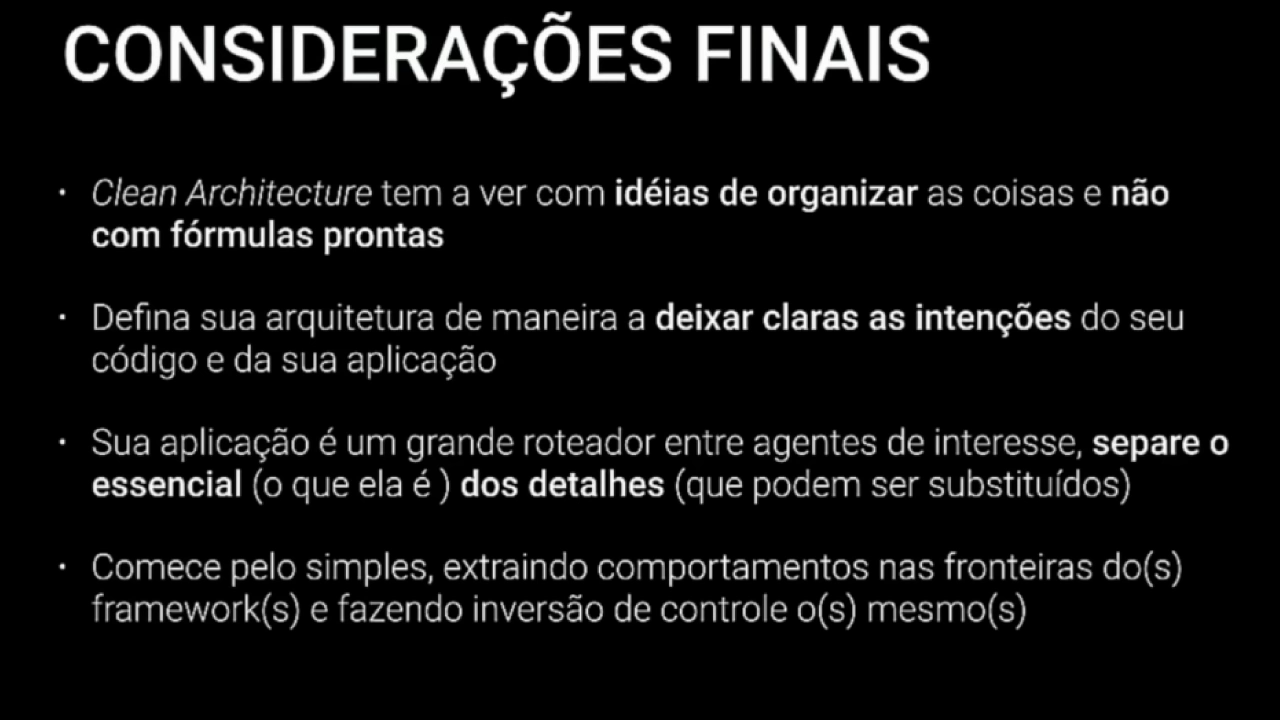 CONSIDERAÇÕES FINAIS
• Clean Architecture tem a ver com idéias de organizar as coisas e não
com fórmulas prontas
• Defina sua arquitetura de maneira a deixar claras as intenções do seu
código e da sua aplicação
• Sua aplicação é um grande roteador entre agentes de interesse, separe o
essencial (o que ela é ) dos detalhes (que podem ser substituídos)
• Comece pelo simples, extraindo comportamentos nas fronteiras do(s)
framework(s) e fazendo inversão de controle o(s) mesmo(s)